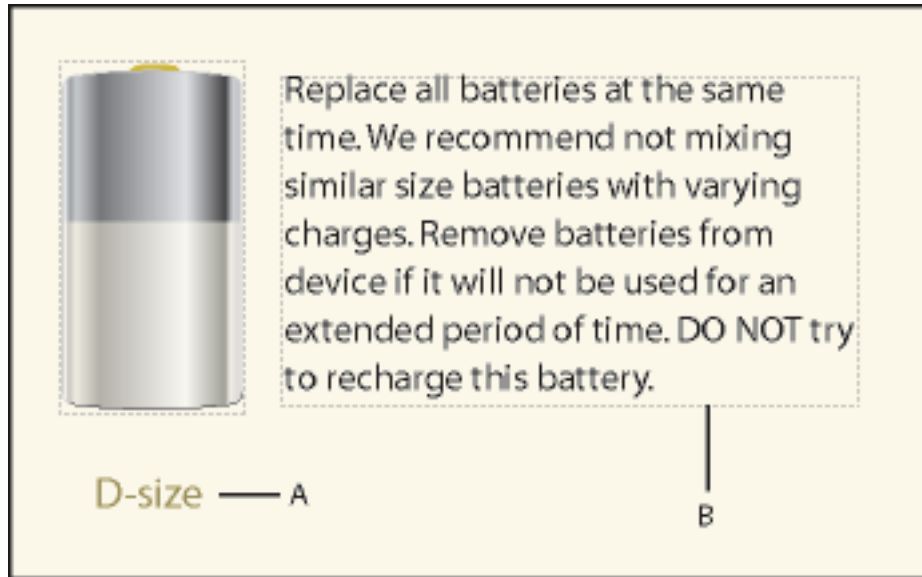 Replace all batteries at the same
time. We recommend not mixing
similar size batteries with varying
charges. Remove batteries from
device if it will not be used for an
extended period of time. DO NOT try
to recharge this battery.
D-size
A
B